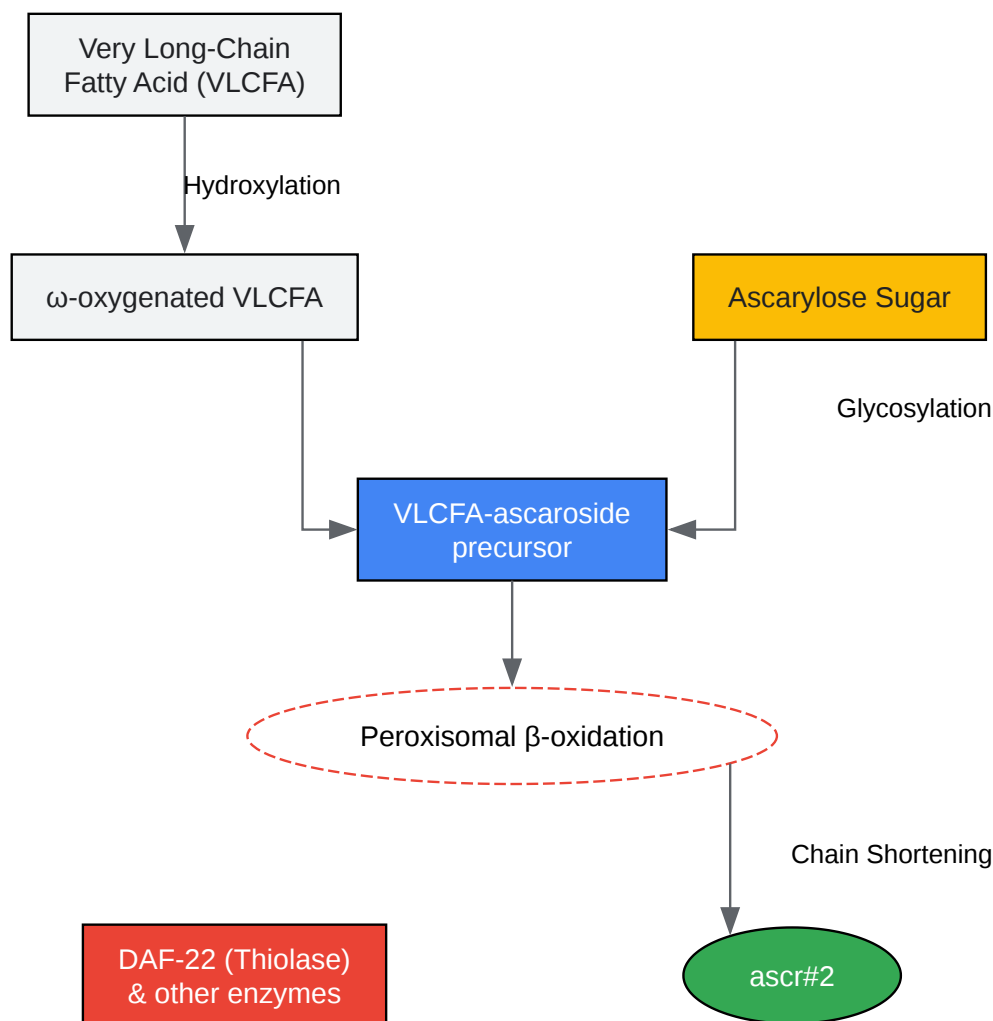 Very Long-Chain
Fatty Acid (VLCFA)
Hydroxylation
ω-oxygenated VLCFA
Ascarylose Sugar
Glycosylation
VLCFA-ascaroside
precursor
Peroxisomal β-oxidation
Chain Shortening
DAF-22 (Thiolase)
& other enzymes
ascr#2